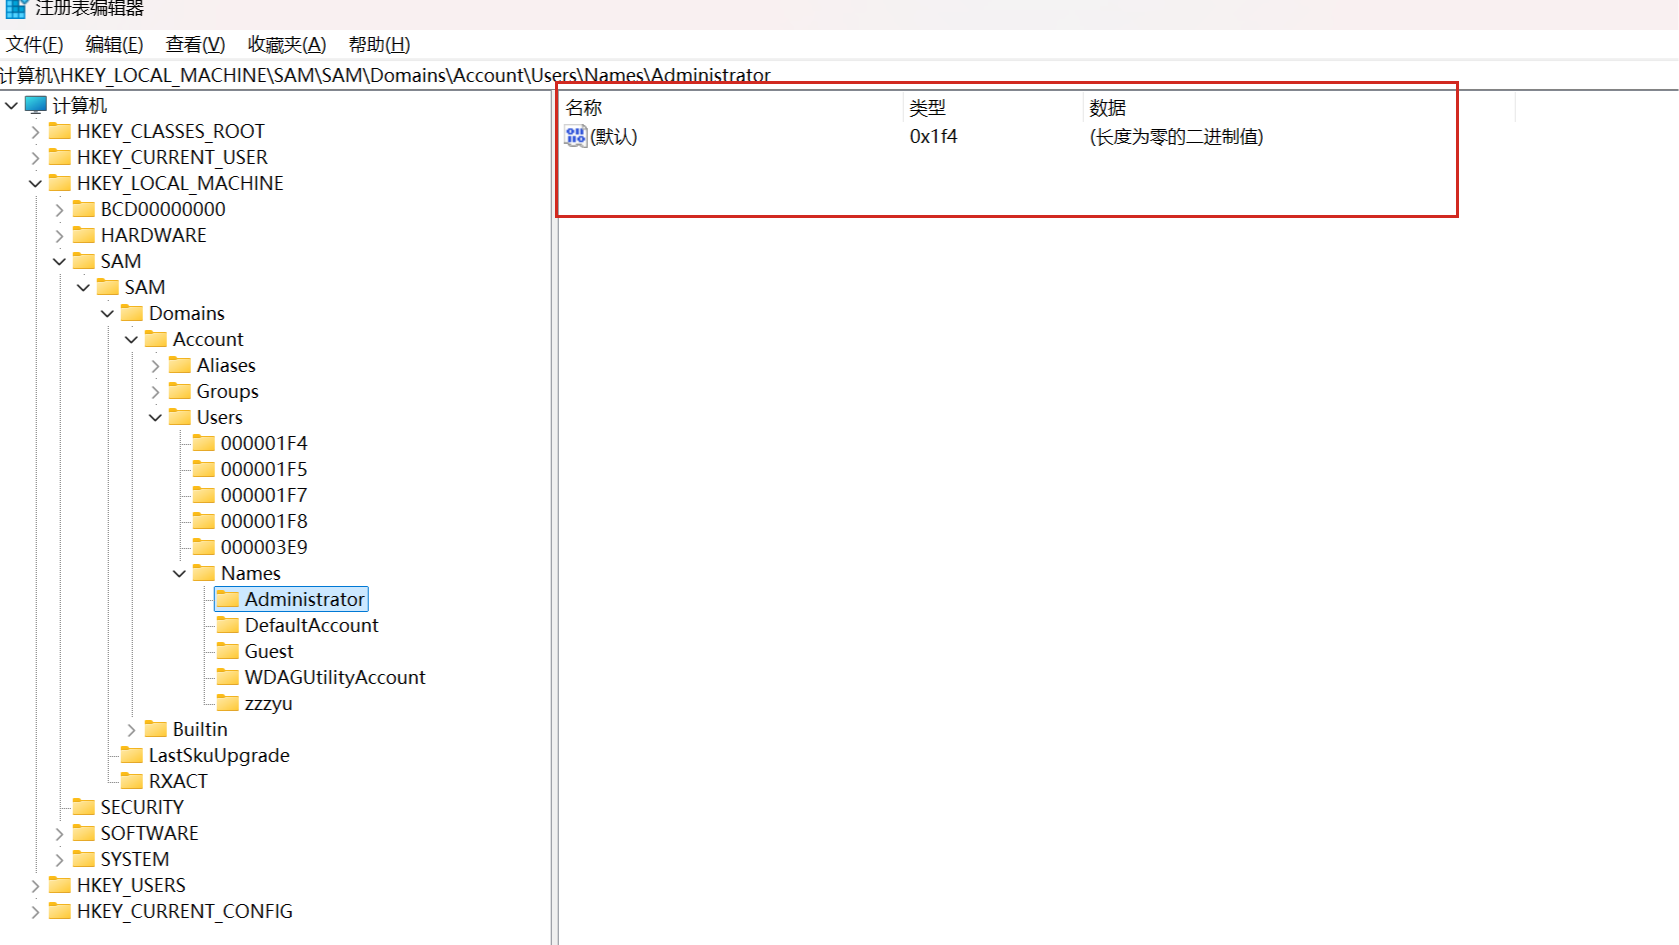 注册表编辑器
文件(F) 编辑(E) 查看(V) 收藏夹(A) 帮助(H)
计算机\HKEY_LOCAL_MACHINE\SAM\SAM\Domains\Account\Users\Names\Administrator
计算机
HKEY_CLASSES_ROOT
HKEY_CURRENT_USER
HKEY_LOCAL_MACHINE
BCD00000000
HARDWARE
SAM
SAM
Domains
Account
Aliases
Groups
Users
000001F4
000001F5
000001F7
000001F8
000003E9
Names
Administrator
DefaultAccount
Guest
WDAGUtilityAccount
zzzyu
Builtin
LastSkuUpgrade
RXACT
SECURITY
SOFTWARE
SYSTEM
HKEY_USERS
HKEY_CURRENT_CONFIG
名称 类型 数据
(默认) 0x1f4 (长度为零的二进制值)